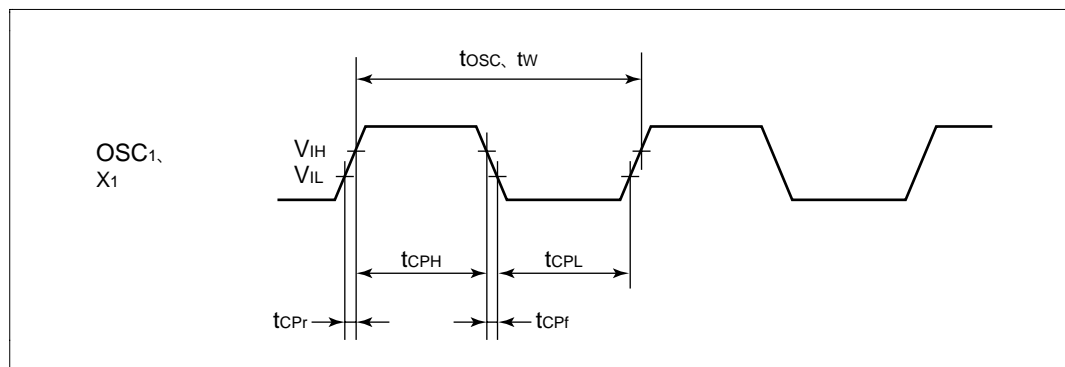 tOSC、tW
OSC1、
X1
VIH
VIL
tCPH
tCPL
tCPr
tCPf